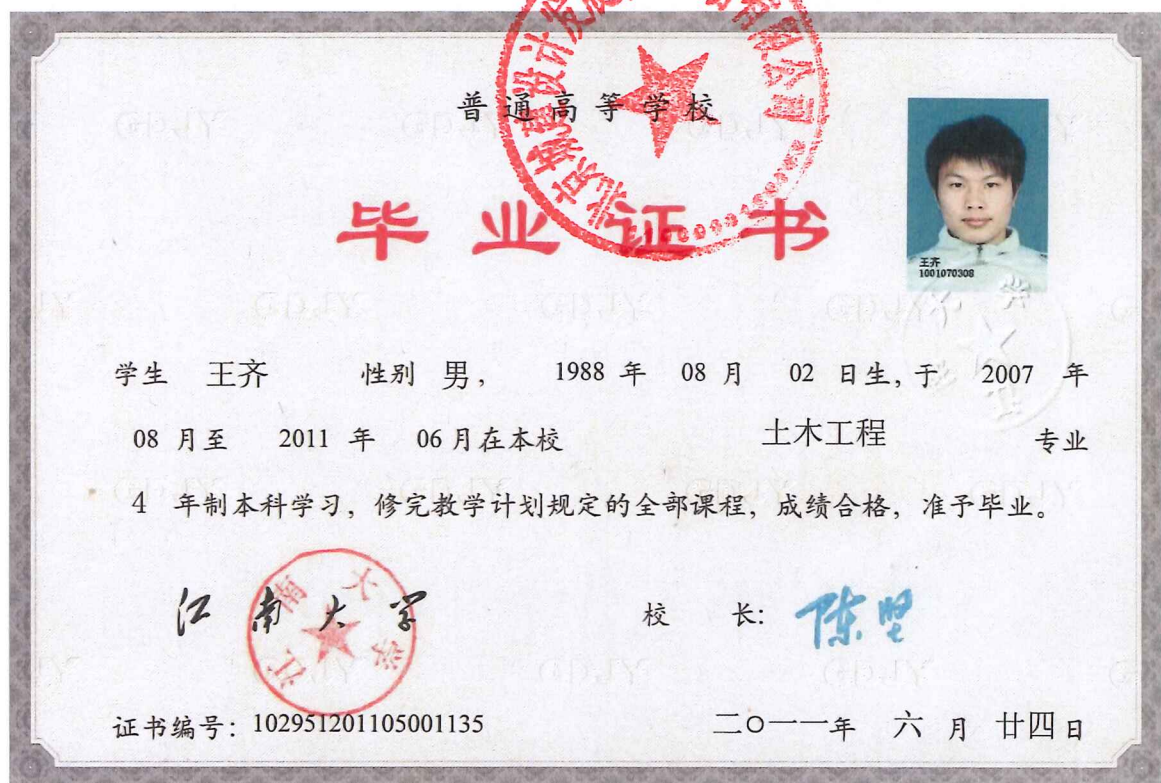 普通高等学校
毕业证书
王齐
1001070308
学生 王齐 性别 男， 1988 年 08 月 02 日生，于 2007 年
08 月至 2011 年 06 月在本校 土木工程 专业
4 年制本科学习，修完教学计划规定的全部课程，成绩合格，准予毕业。
江南大学
江南大学
校 长: 陈坚
证书编号: 102951201105001135
二〇一一年 六 月 廿四日